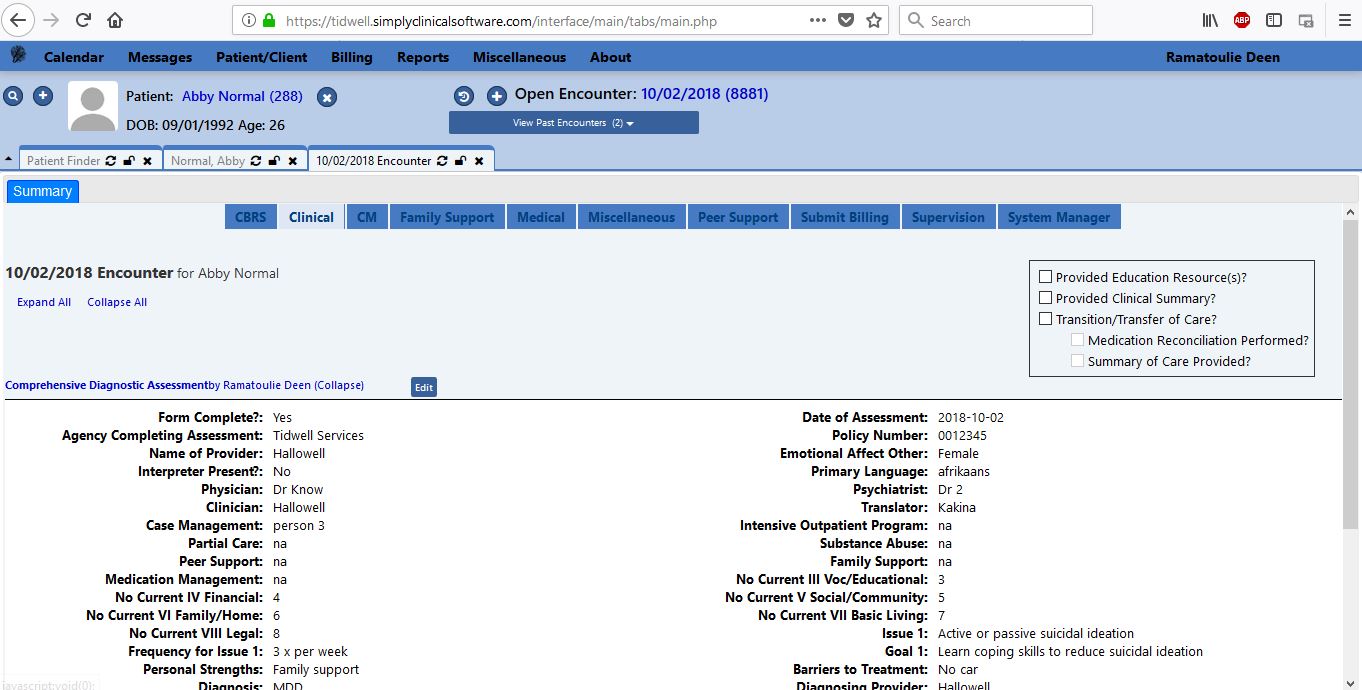 https://tidwell.simplyclinicalsoftware.com/interface/main/tabs/main.php
Search
ABP
Calendar Messages Patient/Client Billing Reports Miscellaneous About Ramatoulie Deen
Patient: Abby Normal (288)
DOB: 09/01/1992 Age: 26
Open Encounter: 10/02/2018 (8881)
View Past Encounters (2)
Patient Finder Normal, Abby 10/02/2018 Encounter
Summary
CBRS Clinical CM Family Support Medical Miscellaneous Peer Support Submit Billing Supervision System Manager
10/02/2018 Encounter for Abby Normal
Expand All Collapse All
Provided Education Resource(s)?
Provided Clinical Summary?
Transition/Transfer of Care?
Medication Reconciliation Performed?
Summary of Care Provided?
Comprehensive Diagnostic Assessmentby Ramatoulie Deen (Collapse) Edit
Form Complete?: Yes Date of Assessment: 2018-10-02
Agency Completing Assessment: Tidwell Services Policy Number: 0012345
Name of Provider: Hallowell Emotional Affect Other: Female
Interpreter Present?: No Primary Language: afrikaans
Physician: Dr Know Psychiatrist: Dr 2
Clinician: Hallowell Translator: Kakina
Case Management: person 3 Intensive Outpatient Program: na
Partial Care: na Substance Abuse: na
Peer Support: na Family Support: na
Medication Management: na No Current III Voc/Educational: 3
No Current IV Financial: 4 No Current V Social/Community: 5
No Current VI Family/Home: 6 No Current VII Basic Living: 7
No Current VIII Legal: 8 Issue 1: Active or passive suicidal ideation
Frequency for Issue 1: 3 x per week Goal 1: Learn coping skills to reduce suicidal ideation
Personal Strengths: Family support Barriers to Treatment: No car
Diagnosis: MDD Diagnosing Provider: Hallowell
javascript:void(0);